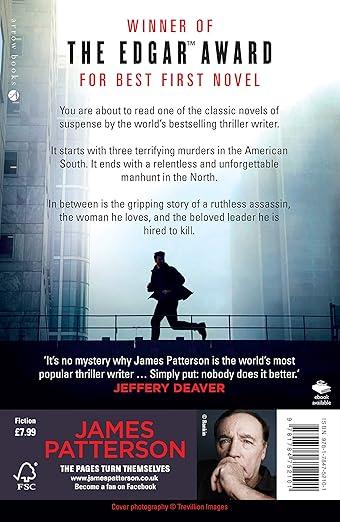 arrow books
WINNER OF
THE EDGAR™ AWARD
FOR BEST FIRST NOVEL
You are about to read one of the classic novels of
suspense by the world's bestselling thriller writer.
It starts with three terrifying murders in the American
South. It ends with a relentless and unforgettable
manhunt in the North.
In between is the gripping story of a ruthless assassin,
the woman he loves, and the beloved leader he is
hired to kill.
‘It’s no mystery why James Patterson is the world’s most
popular thriller writer ... Simply put: nobody does it better.’
JEFFERY DEAVER
ebook
available
Fiction
£7.99
FSC
JAMES
PATTERSON
THE PAGES TURN THEMSELVES
www.jamespatterson.co.uk
Become a fan on Facebook
© Rankin
Cover photography © Trevillion Images